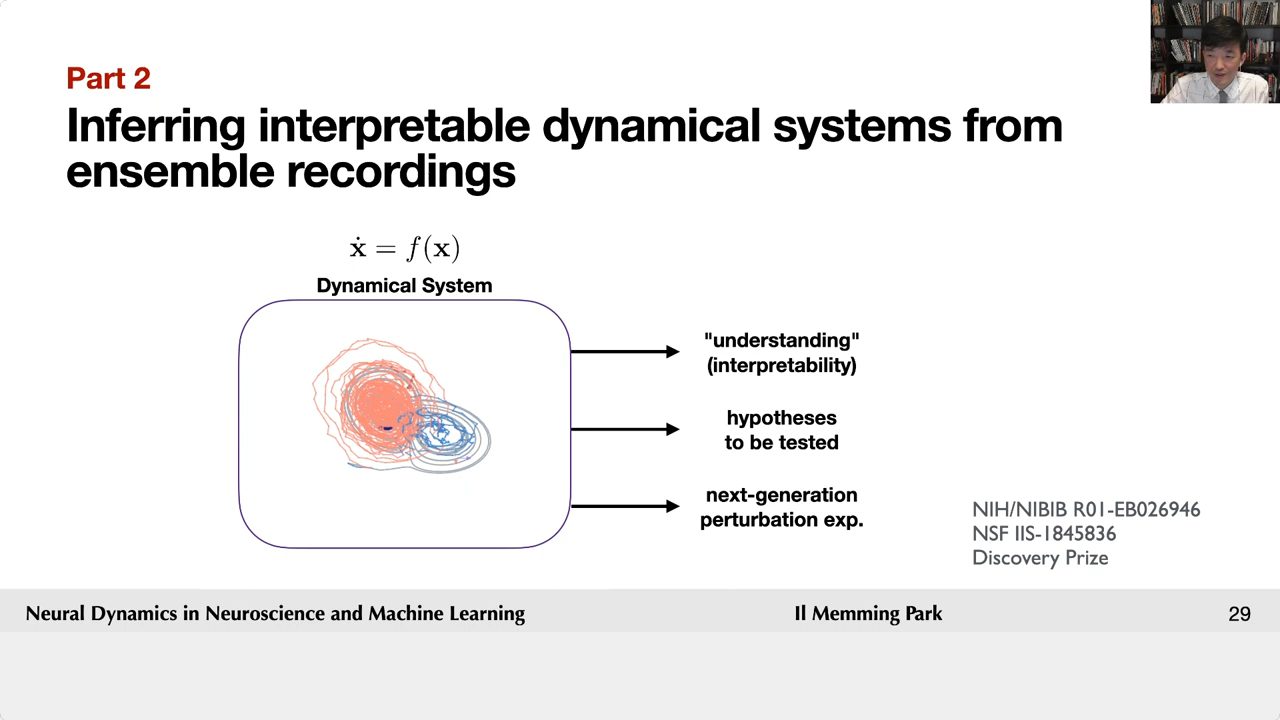 Part 2
Inferring interpretable dynamical systems from
ensemble recordings
ẋ = f(x)
Dynamical System
"understanding"
(interpretability)
hypotheses
to be tested
next-generation
perturbation exp.
NIH/NIBIB R01-EB026946
NSF IIS-1845836
Discovery Prize
Neural Dynamics in Neuroscience and Machine Learning
Il Memming Park
29